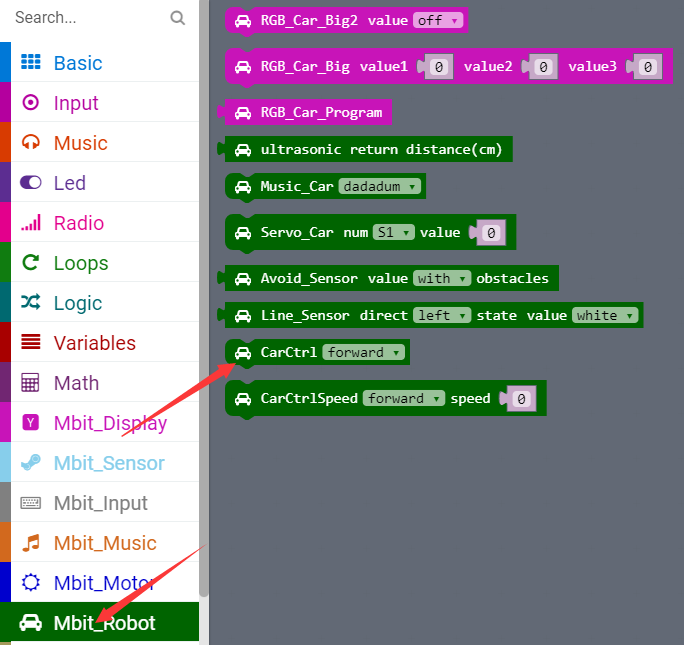 Search...
Basic
Input
Music
Led
Radio
Loops
Logic
Variables
Math
Mbit_Display
Mbit_Sensor
Mbit_Input
Mbit_Music
Mbit_Motor
Mbit_Robot
RGB_Car_Big2 value off
RGB_Car_Big value1 0 value2 0 value3 0
RGB_Car_Program
ultrasonic return distance(cm)
Music_Car dadadum
Servo_Car num S1 value 0
Avoid_Sensor value with obstacles
Line_Sensor direct left state value white
CarCtrl forward
CarCtrlSpeed forward speed 0